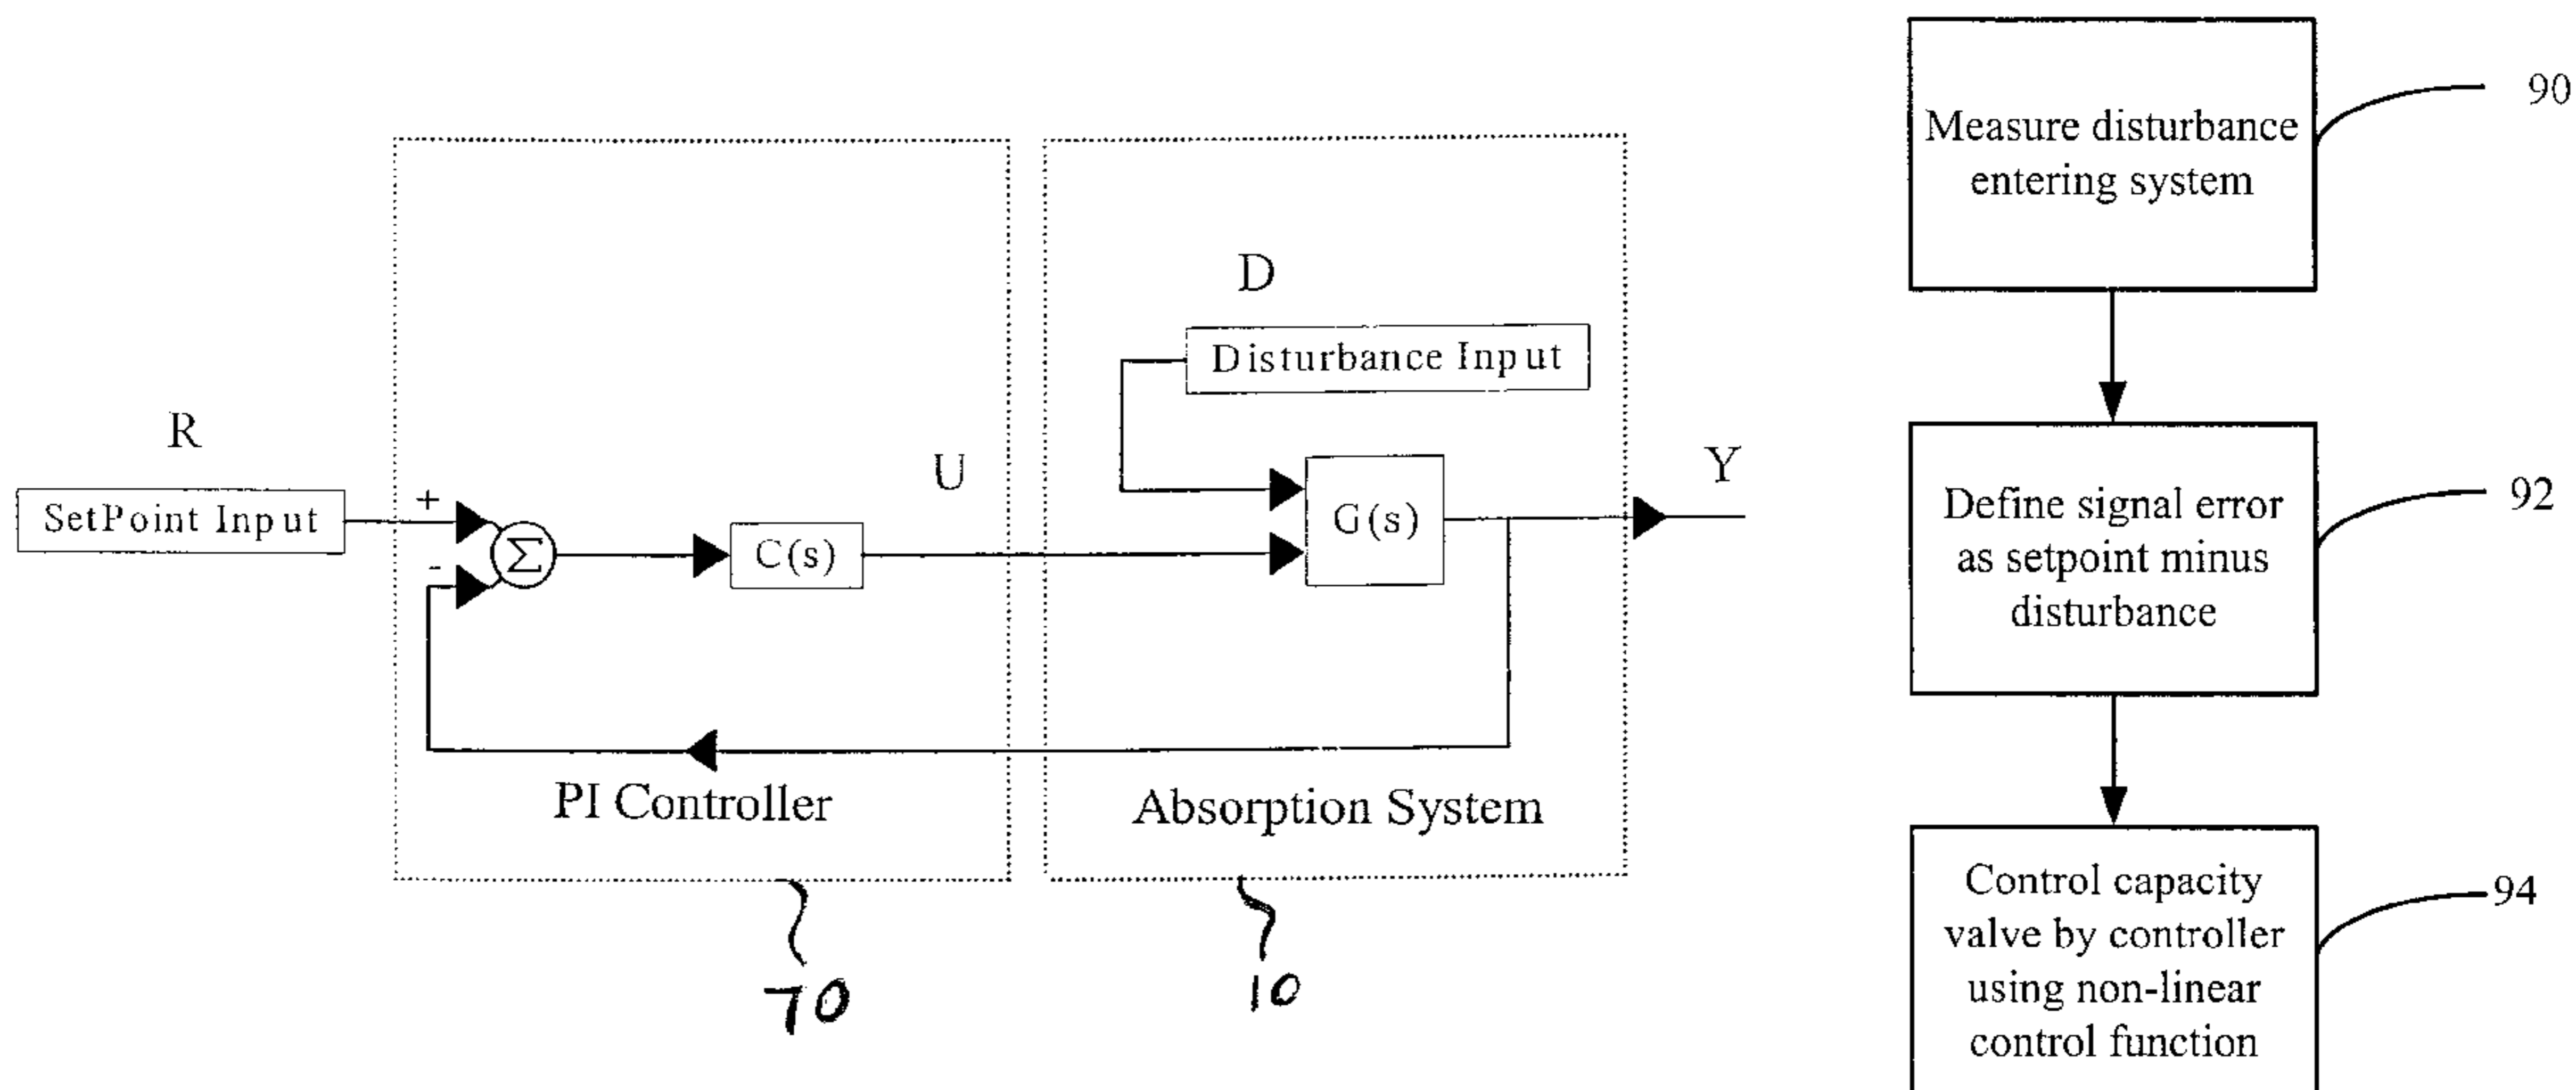 R
SetPoint Input
+
-
Σ
C(s)
U
D
Disturbance Input
G(s)
Y
PI Controller
Absorption System
70
10
Measure disturbance
entering system
90
Define signal error
as setpoint minus
disturbance
92
Control capacity
valve by controller
using non-linear
control function
94